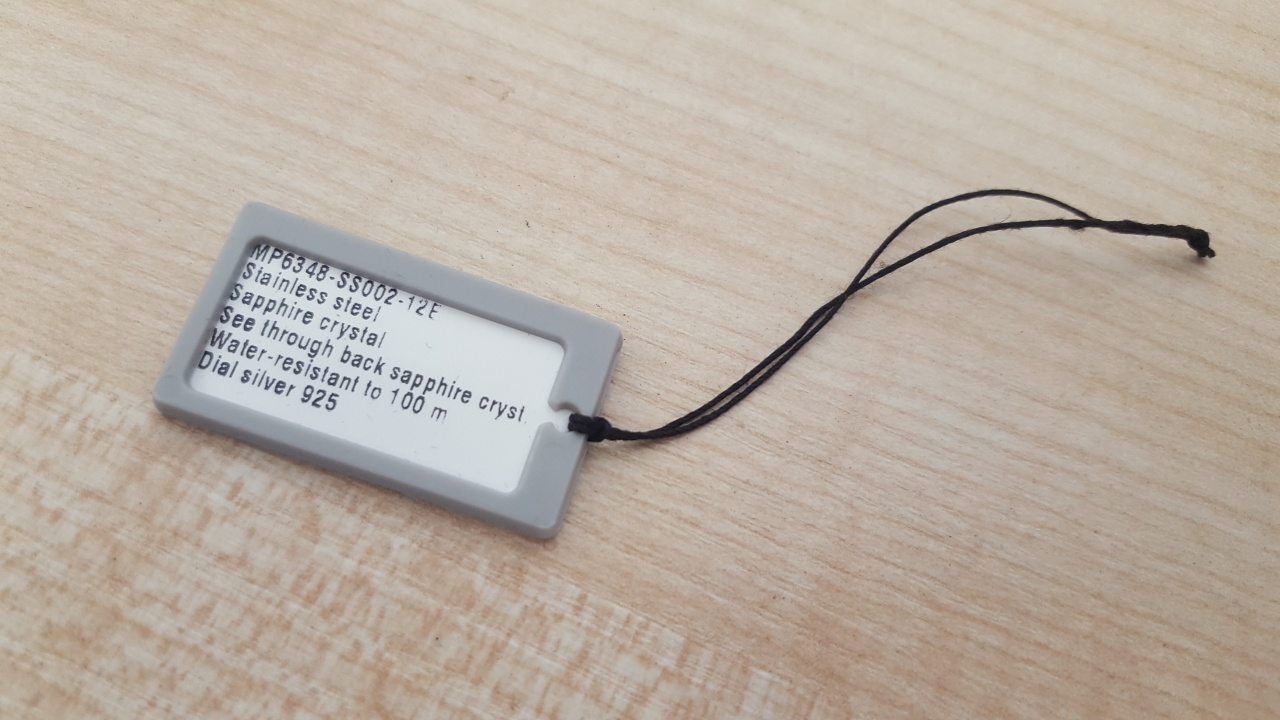 MP6348-SS002-12E
Stainless steel
Sapphire crystal
See through back sapphire cryst.
Water-resistant to 100 m
Dial silver 925